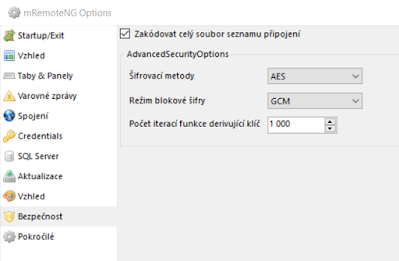 mRemoteNG Options
Startup/Exit
Vzhled
Taby & Panely
Varovné zprávy
Spojení
Credentials
SQL Server
Aktualizace
Vzhled
Bezpečnost
Pokročilé
Zakódovat celý soubor seznamu připojení
AdvancedSecurityOptions
Šifrovací metody AES
Režim blokové šifry GCM
Počet iterací funkce derivující klíč 1 000